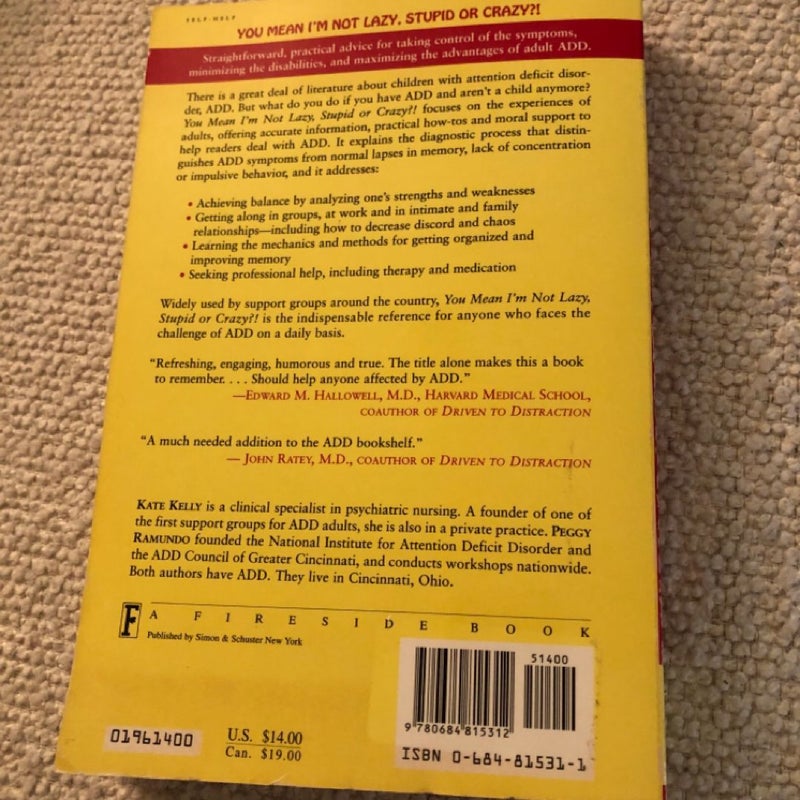 SELF-HELP
YOU MEAN I'M NOT LAZY, STUPID OR CRAZY?!
Straightforward, practical advice for taking control of the symptoms,
minimizing the disabilities, and maximizing the advantages of adult ADD.
There is a great deal of literature about children with attention deficit disor-
der, ADD. But what do you do if you have ADD and aren't a child anymore?
You Mean I'm Not Lazy, Stupid or Crazy?! focuses on the experiences of
adults, offering accurate information, practical how-tos and moral support to
help readers deal with ADD. It explains the diagnostic process that distin-
guishes ADD symptoms from normal lapses in memory, lack of concentration
or impulsive behavior, and it addresses:
• Achieving balance by analyzing one's strengths and weaknesses
• Getting along in groups, at work and in intimate and family
relationships—including how to decrease discord and chaos
• Learning the mechanics and methods for getting organized and
improving memory
• Seeking professional help, including therapy and medication
Widely used by support groups around the country, You Mean I'm Not Lazy,
Stupid or Crazy?! is the indispensable reference for anyone who faces the
challenge of ADD on a daily basis.
"Refreshing, engaging, humorous and true. The title alone makes this a book
to remember. . . . Should help anyone affected by ADD."
—EDWARD M. HALLOWELL, M.D., HARVARD MEDICAL SCHOOL,
COAUTHOR OF DRIVEN TO DISTRACTION
"A much needed addition to the ADD bookshelf."
— JOHN RATEY, M.D., COAUTHOR OF DRIVEN TO DISTRACTION
KATE KELLY is a clinical specialist in psychiatric nursing. A founder of one of
the first support groups for ADD adults, she is also in a private practice. PEGGY
RAMUNDO founded the National Institute for Attention Deficit Disorder and
the ADD Council of Greater Cincinnati, and conducts workshops nationwide.
Both authors have ADD. They live in Cincinnati, Ohio.
F A FIRESIDE BOOK
Published by Simon & Schuster New York
51400
9 780684 815312
ISBN 0-684-81531-1
01961400
U.S. $14.00
Can. $19.00